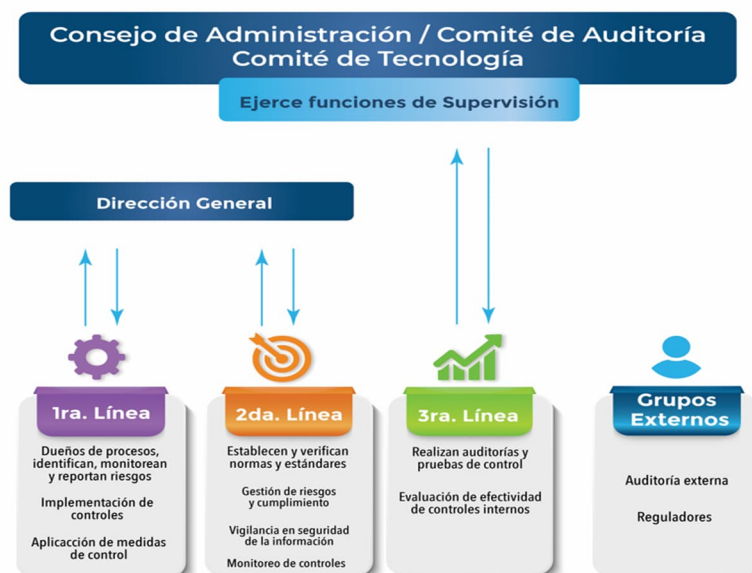 Consejo de Administración / Comité de Auditoría
Comité de Tecnología
Ejerce funciones de Supervisión
Dirección General
1ra. Línea
Dueños de procesos,
identifican, monitorean
y reportan riesgos
Implementación de
controles
Aplicacción de medidas
de control
2da. Línea
Establecen y verifican
normas y estándares
Gestión de riesgos
y cumplimiento
Vigilancia en seguridad
de la información
Monitoreo de controles
3ra. Línea
Realizan auditorías y
pruebas de control
Evaluación de efectividad
de controles internos
Grupos
Externos
Auditoría externa
Reguladores